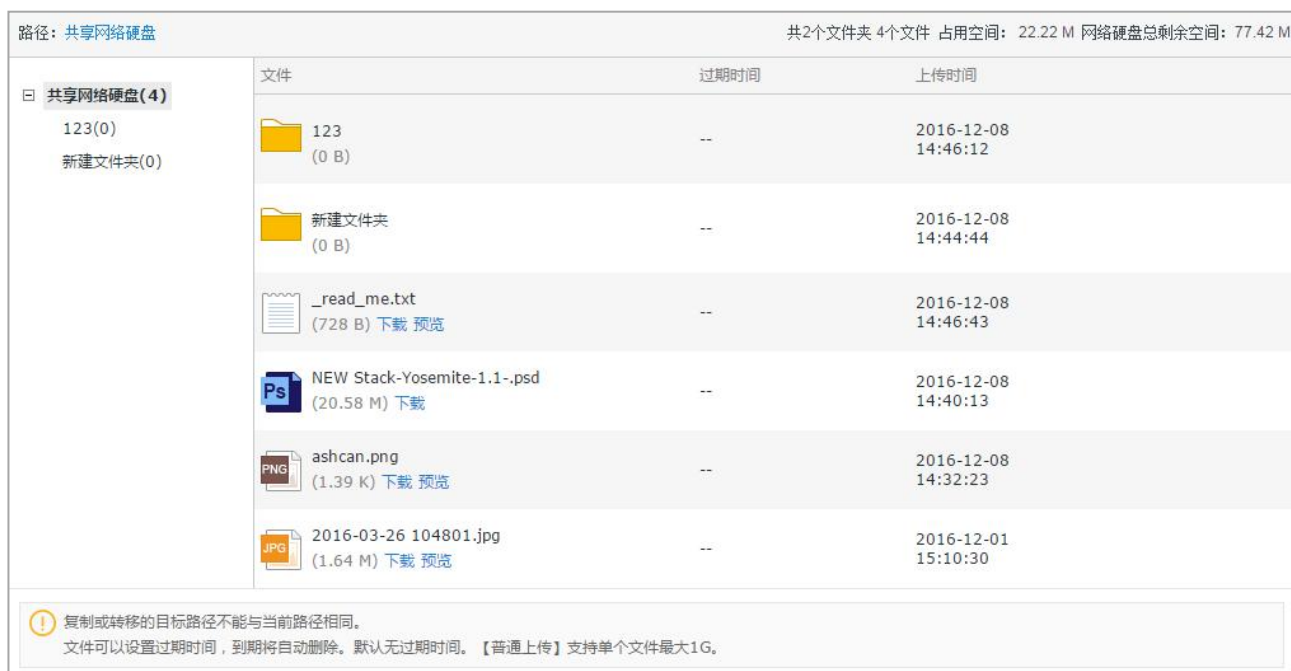 路径：共享网络硬盘 共2个文件夹 4个文件 占用空间： 22.22 M 网络硬盘总剩余空间：77.42 M
文件 过期时间 上传时间
共享网络硬盘(4)
123(0)
新建文件夹(0)
123
(0 B)
--
2016-12-08
14:46:12
新建文件夹
(0 B)
--
2016-12-08
14:44:44
_read_me.txt
(728 B) 下载 预览
--
2016-12-08
14:46:43
Ps
NEW Stack-Yosemite-1.1-.psd
(20.58 M) 下载
--
2016-12-08
14:40:13
PNG
ashcan.png
(1.39 K) 下载 预览
--
2016-12-08
14:32:23
JPG
2016-03-26 104801.jpg
(1.64 M) 下载 预览
--
2016-12-01
15:10:30
复制或转移的目标路径不能与当前路径相同。
文件可以设置过期时间，到期将自动删除。默认无过期时间。【普通上传】支持单个文件最大1G。